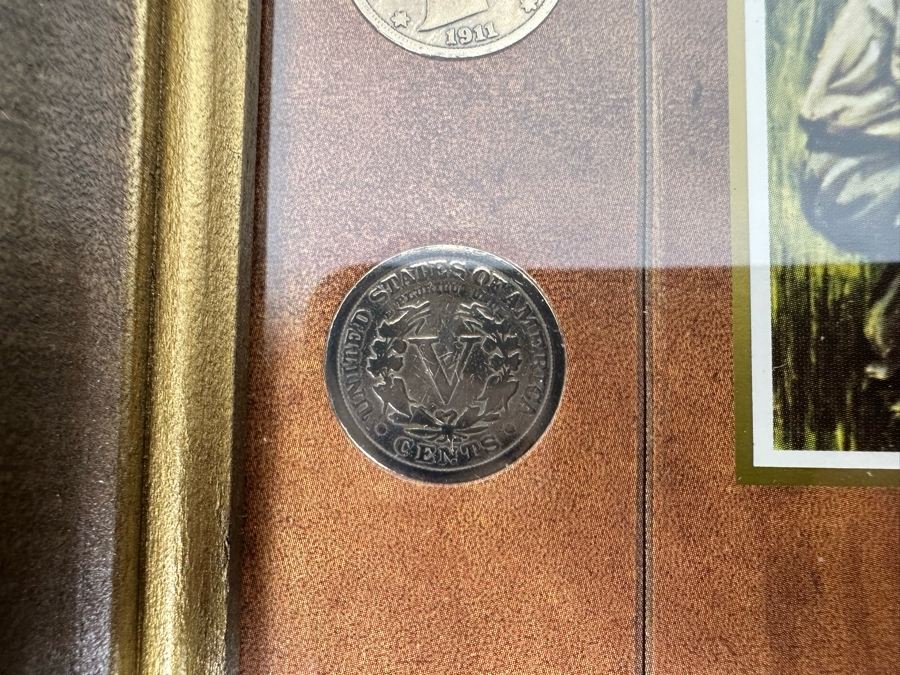 1911
UNITED STATES OF AMERICA
V
CENTS